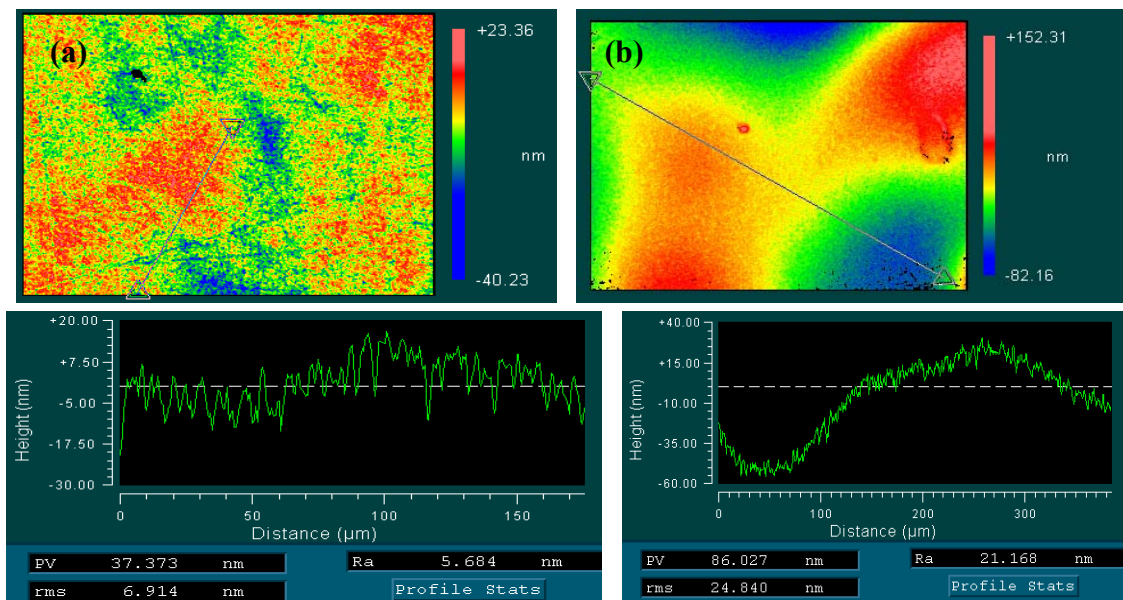 (a)
+23.36
nm
-40.23
(b)
+152.31
nm
-82.16
+20.00
+7.50
-5.00
-17.50
-30.00
Height (nm)
0
50
100
150
Distance (µm)
PV 37.373 nm
Ra 5.684 nm
rms 6.914 nm
Profile Stats
+40.00
+15.00
-10.00
-35.00
-60.00
Height (nm)
0
100
200
300
Distance (µm)
PV 86.027 nm
Ra 21.168 nm
rms 24.840 nm
Profile Stats